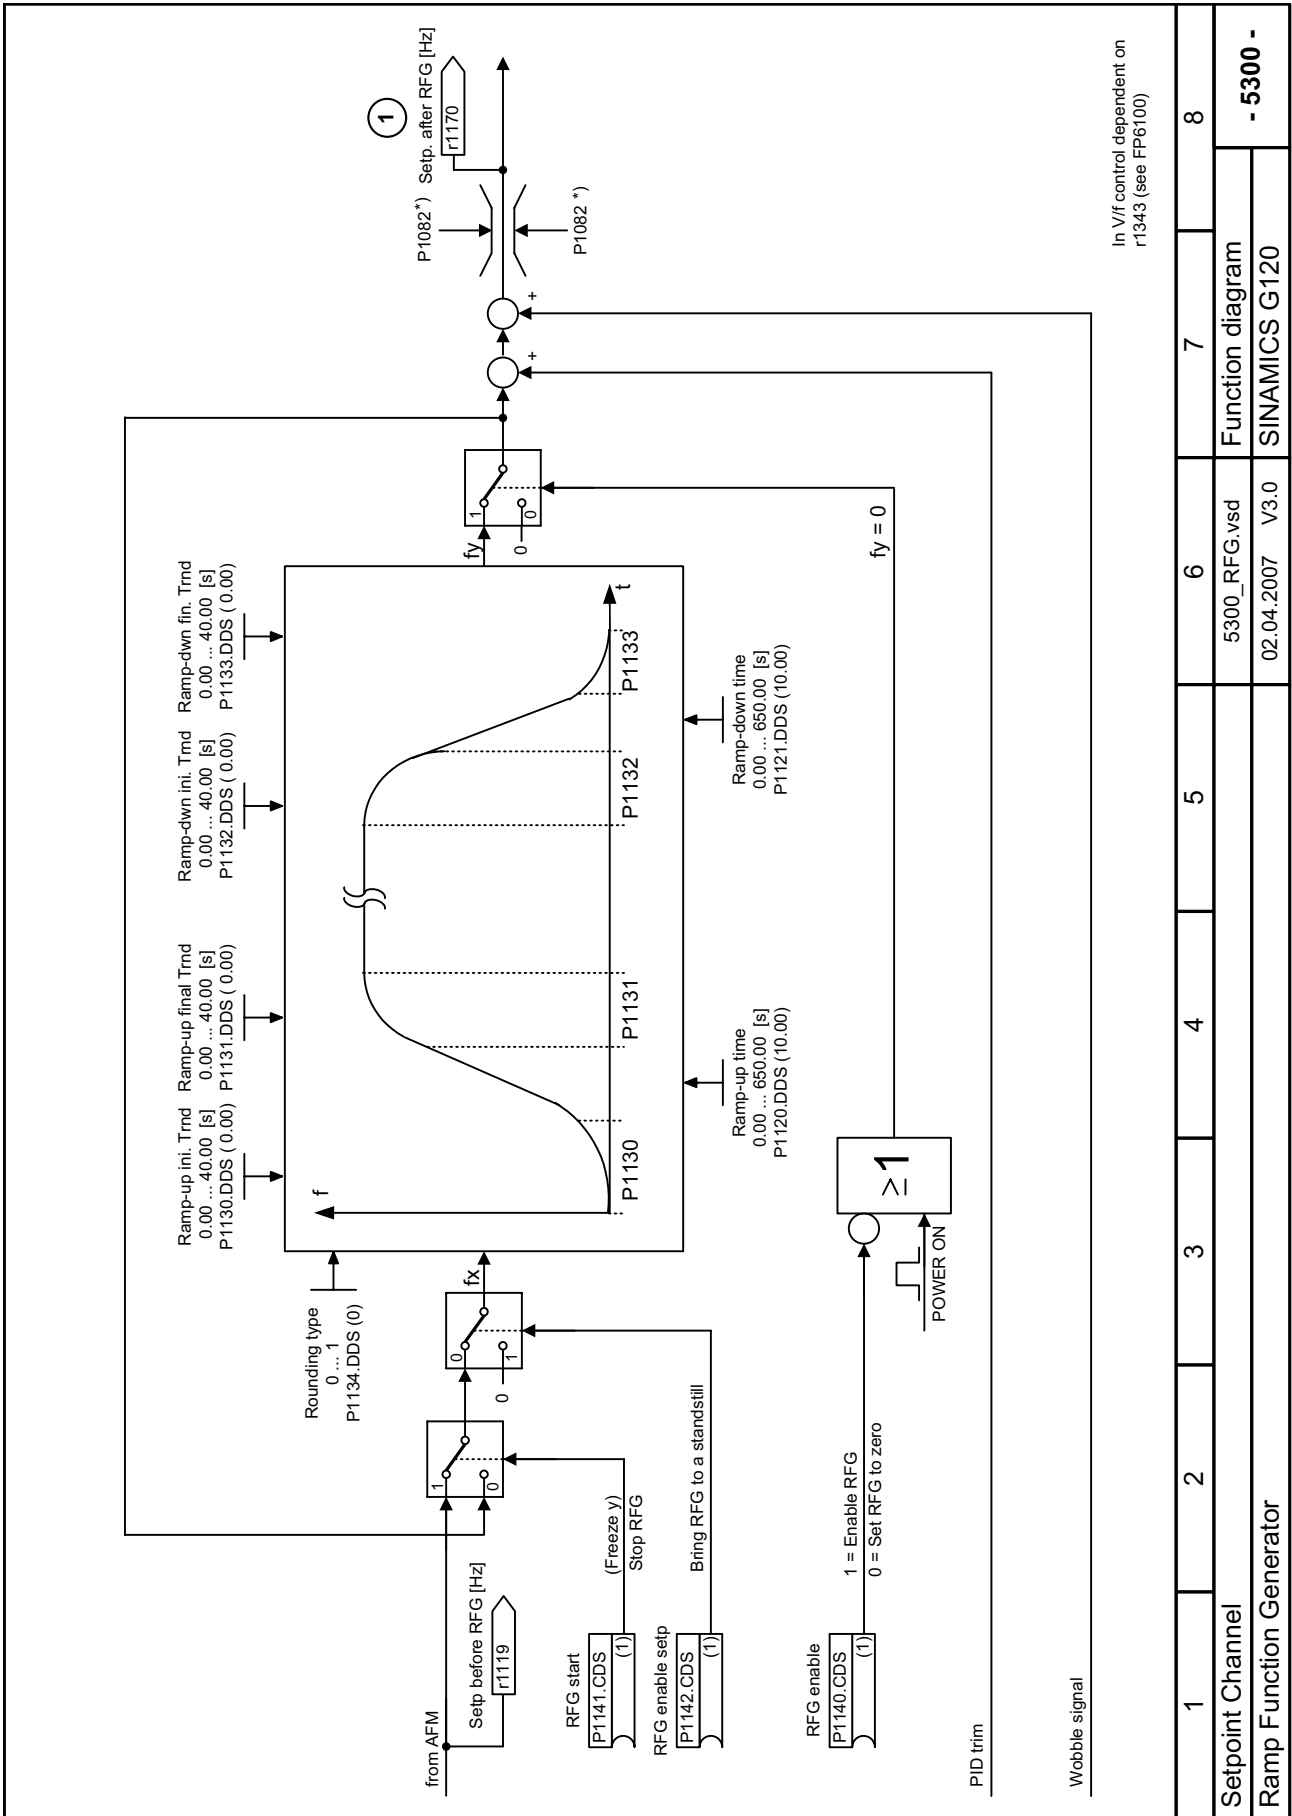 from AFM
Setp before RFG [Hz]
r1119
RFG start
P1141.CDS
(1)
(Freeze y)
Stop RFG
RFG enable setp
P1142.CDS
(1)
Bring RFG to a standstill
RFG enable
P1140.CDS
(1)
1 = Enable RFG
0 = Set RFG to zero
PID trim
Wobble signal
1
0
0
1
0
Rounding type
0 ... 1
P1134.DDS (0)
fx
POWER ON
≥1
Ramp-up ini. Trnd
0.00 ... 40.00 [s]
P1130.DDS ( 0.00)
Ramp-up final Trnd
0.00 ... 40.00 [s]
P1131.DDS ( 0.00)
Ramp-dwn ini. Trnd
0.00 ... 40.00 [s]
P1132.DDS ( 0.00)
Ramp-dwn fin. Trnd
0.00 ... 40.00 [s]
P1133.DDS ( 0.00)
f
t
P1130
P1131
P1132
P1133
Ramp-up time
0.00 ... 650.00 [s]
P1120.DDS (10.00)
Ramp-down time
0.00 ... 650.00 [s]
P1121.DDS (10.00)
fy
1
0
0
fy = 0
+
+
P1082*)
P1082 *)
Setp. after RFG [Hz]
r1170
1
In V/f control dependent on
r1343 (see FP6100)
1
2
3
4
5
6
7
8
Setpoint Channel
5300_RFG.vsd
Function diagram
- 5300 -
Ramp Function Generator
02.04.2007
V3.0
SINAMICS G120